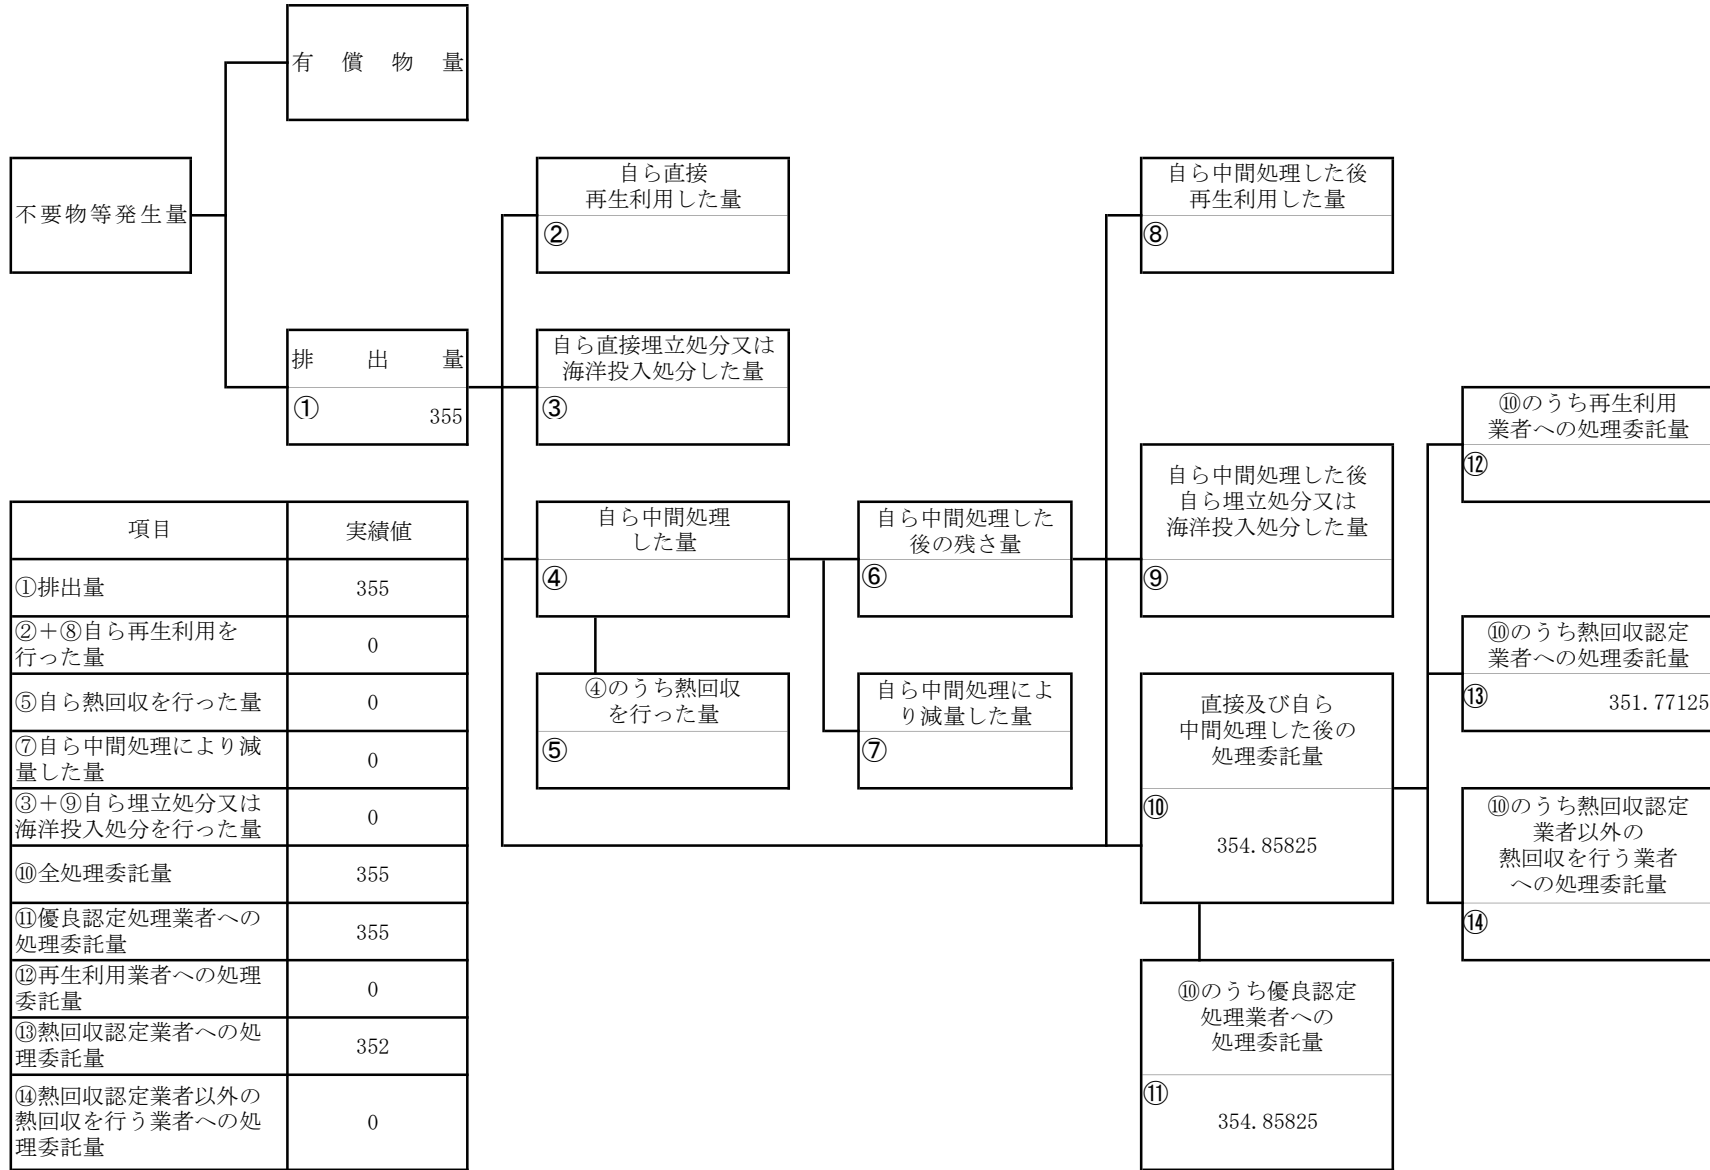 有償物量
不要物等発生量
排出量
① 355
自ら直接
再生利用した量
②
自ら直接埋立処分又は
海洋投入処分した量
③
自ら中間処理
した量
④
④のうち熱回収
を行った量
⑤
自ら中間処理した
後の残さ量
⑥
自ら中間処理によ
り減量した量
⑦
自ら中間処理した後
再生利用した量
⑧
自ら中間処理した後
自ら埋立処分又は
海洋投入処分した量
⑨
直接及び自ら
中間処理した後の
処理委託量
⑩
354.85825
⑩のうち優良認定
処理業者への
処理委託量
⑪
354.85825
⑩のうち再生利用
業者への処理委託量
⑫
⑩のうち熱回収認定
業者への処理委託量
⑬ 351.77125
⑩のうち熱回収認定
業者以外の
熱回収を行う業者
への処理委託量
⑭
項目 実績値
①排出量 355
②＋⑧自ら再生利用を
行った量 0
⑤自ら熱回収を行った量 0
⑦自ら中間処理により減
量した量 0
③＋⑨自ら埋立処分又は
海洋投入処分を行った量 0
⑩全処理委託量 355
⑪優良認定処理業者への
処理委託量 355
⑫再生利用業者への処理
委託量 0
⑬熱回収認定業者への処
理委託量 352
⑭熱回収認定業者以外の
熱回収を行う業者への処
理委託量 0